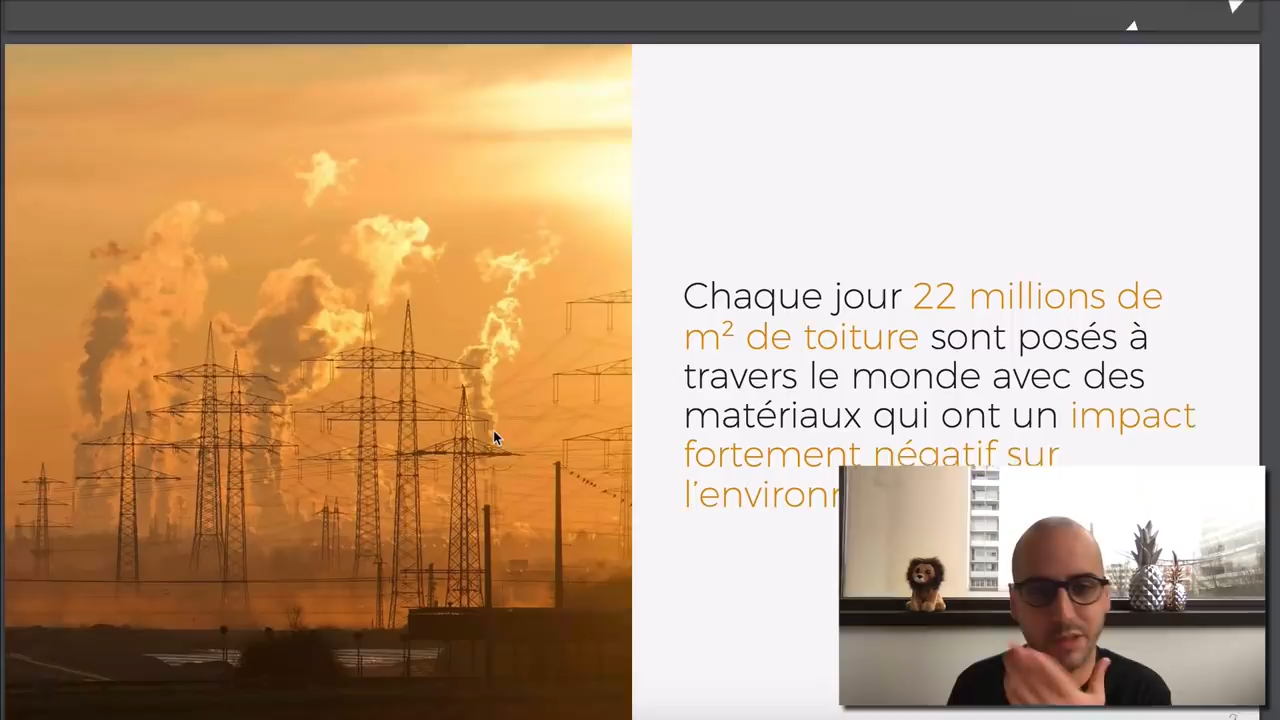 Chaque jour 22 millions de
m² de toiture sont posés à
travers le monde avec des
matériaux qui ont un impact
fortement négatif sur